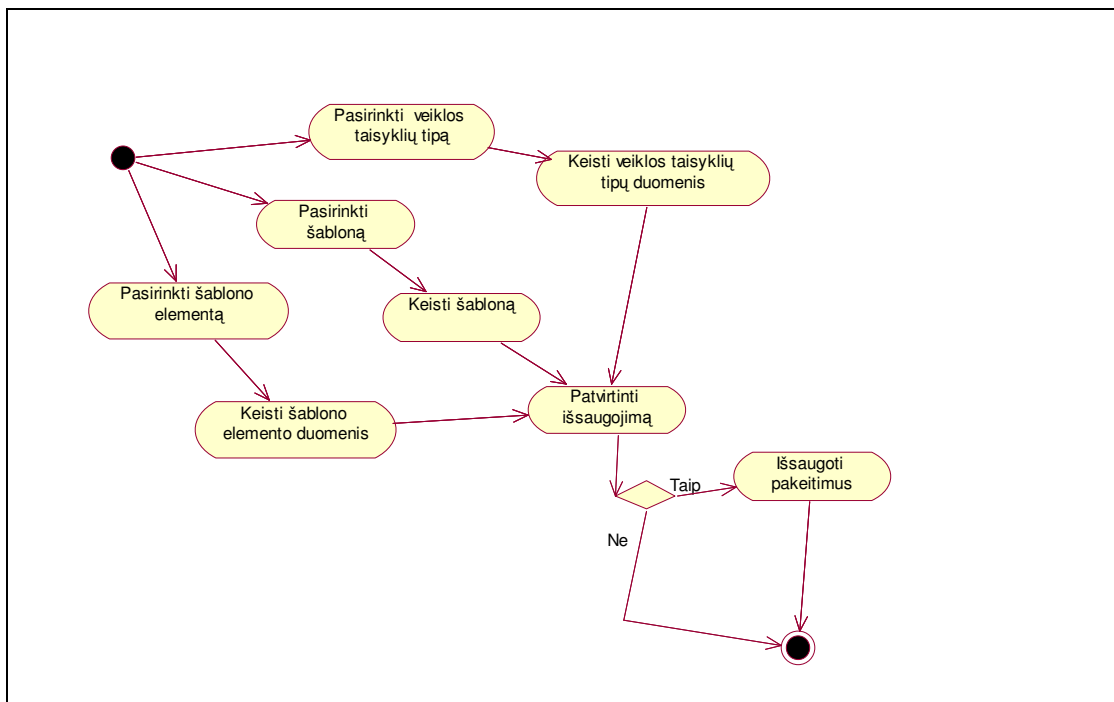 Pasirinkti veiklos
taisyklių tipą
Keisti veiklos taisyklių
tipų duomenis
Pasirinkti
šabloną
Pasirinkti šablono
elementą
Keisti šabloną
Keisti šablono
elemento duomenis
Patvirtinti
išsaugojimą
Išsaugoti
pakeitimus
Taip
Ne